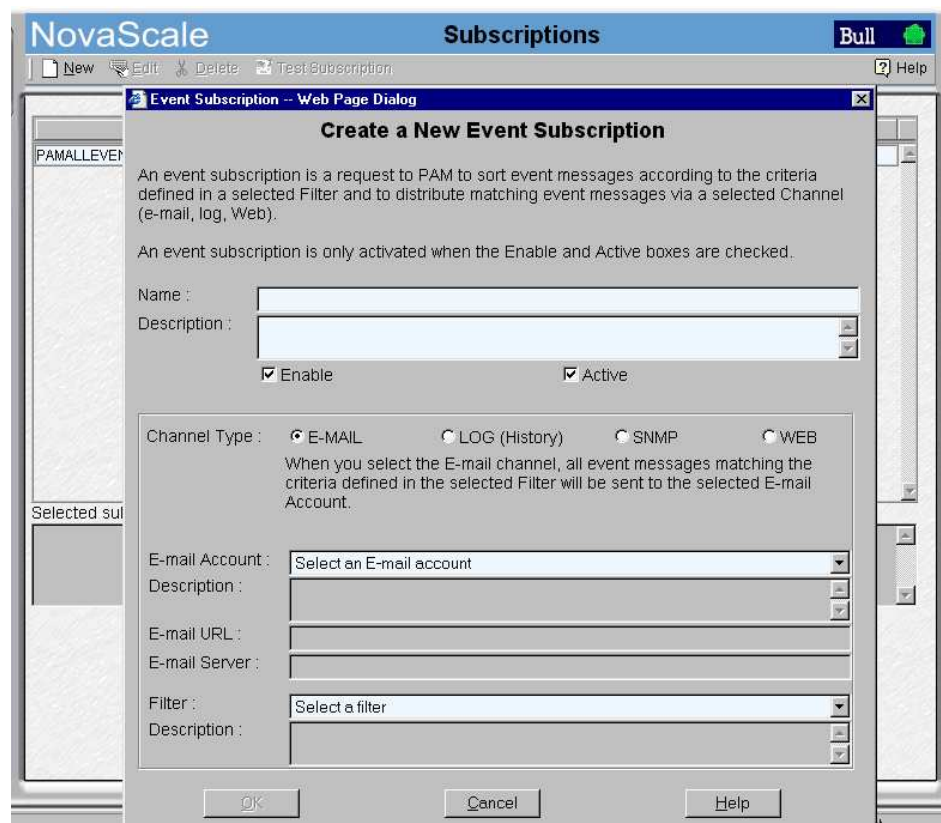 NovaScale Subscriptions Bull
New Edit Delete Test Subscription Help
Event Subscription -- Web Page Dialog
Create a New Event Subscription
PAMALLEVEN
An event subscription is a request to PAM to sort event messages according to the criteria
defined in a selected Filter and to distribute matching event messages via a selected Channel
(e-mail, log, Web).
An event subscription is only activated when the Enable and Active boxes are checked.
Name :
Description :
Enable Active
Channel Type : E-MAIL LOG (History) SNMP WEB
When you select the E-mail channel, all event messages matching the
criteria defined in the selected Filter will be sent to the selected E-mail
Account.
Selected sul
E-mail Account : Select an E-mail account
Description :
E-mail URL :
E-mail Server :
Filter : Select a filter
Description :
OK Cancel Help